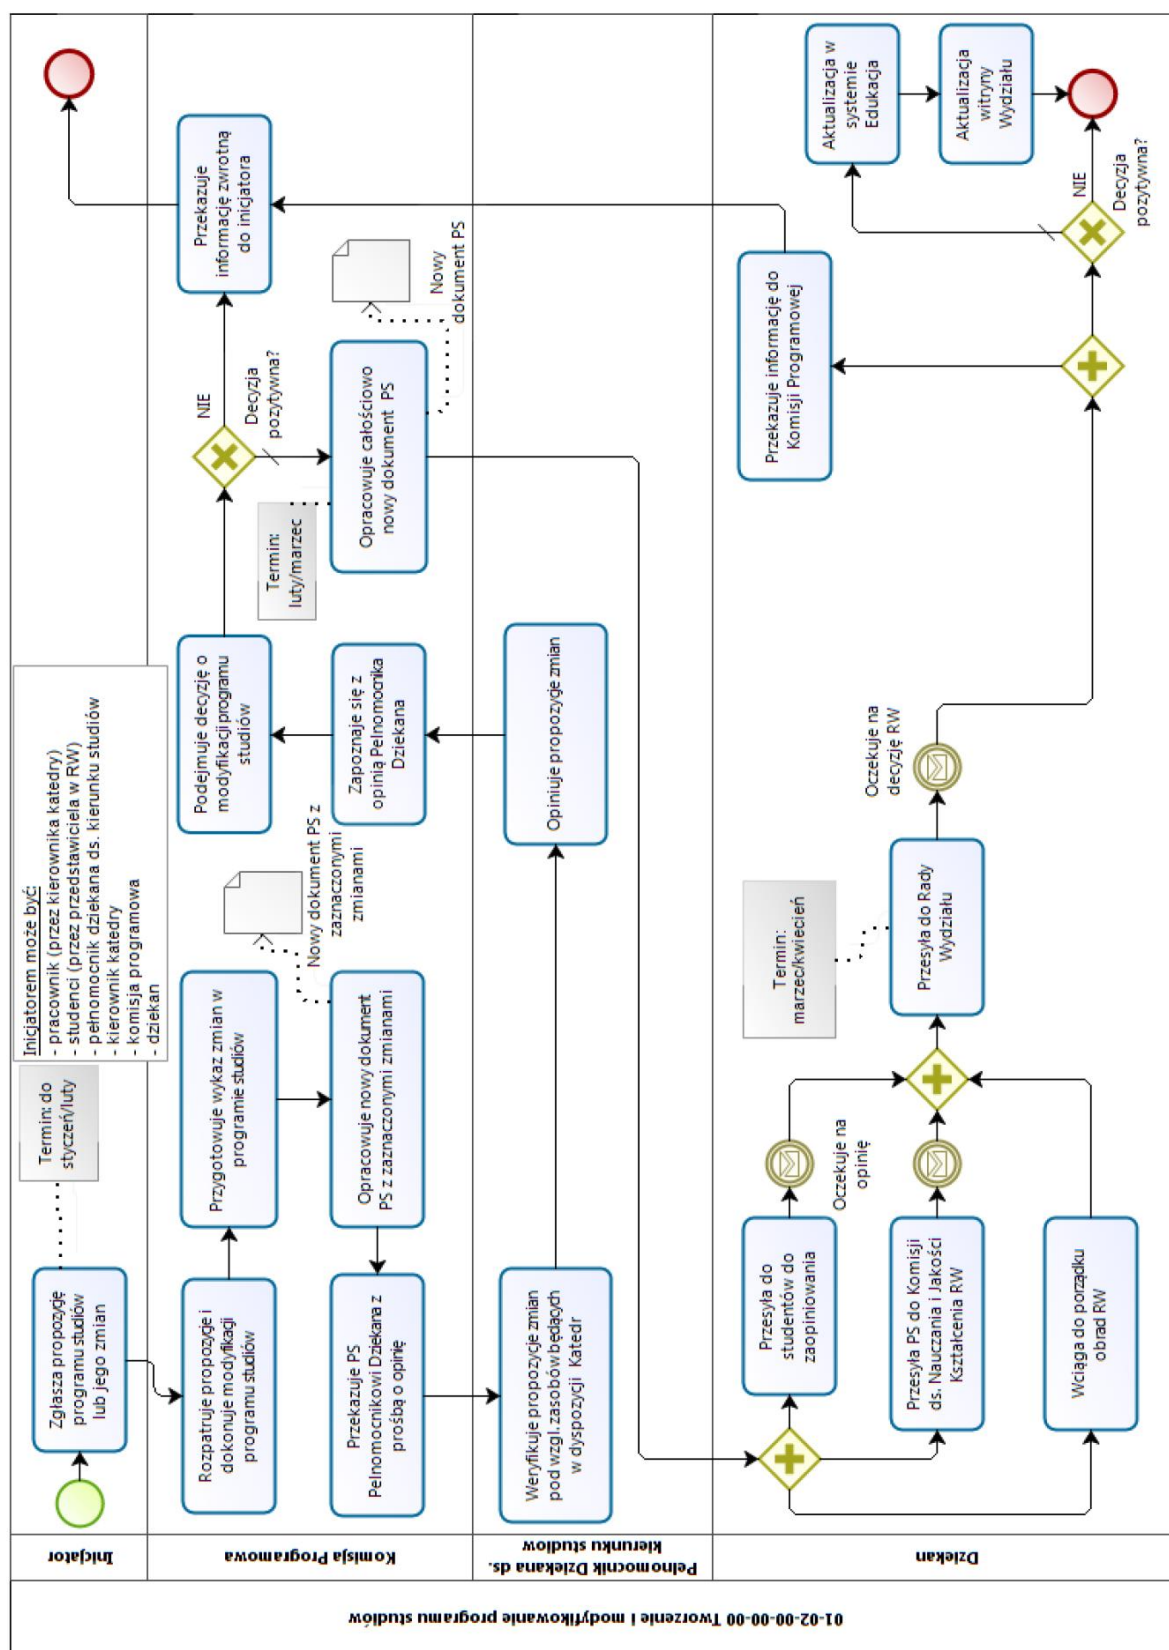 01-02-00-00-00 Tworzenie i modyfikowanie programu studiów
Inicjator
Zgłasza propozycję
programu studiów
lub jego zmian
Termin: do
styczeń/luty
Inicjatorem może być:
- pracownik (przez kierownika katedry)
- studenci (przez przedstawiciela w RW)
- pełnomocnik dziekana ds. kierunku studiów
- kierownik katedry
- komisja programowa
- dziekan
Komisja Programowa
Rozpatruje propozycje i
dokonuje modyfikacji
programu studiów
Przygotowuje wykaz zmian w
programie studiów
Opracowuje nowy dokument
PS z zaznaczonymi zmianami
Nowy dokument PS z
zaznaczonymi
zmianami
Przekazuje PS
Pełnomocnikowi Dziekana z
prośbą o opinię
Zapoznaje się z
opinią Pełnomocnika
Dziekana
Podejmuje decyzję o
modyfikacji programu
studiów
NIE
Decyzja
pozytywna?
Termin:
luty/marzec
Opracowuje całościowo
nowy dokument PS
Nowy
dokument PS
Przekazuje
informację zwrotną
do inicjatora
Pełnomocnik Dziekana ds.
kierunku studiow
Weryfikuje propozycje zmian
pod wzgl. zasobów będących
w dyspozycji Katedr
Opiniuje propozycje zmian
Dziekan
Przesyła do
studentów do
zaopiniowania
Oczekuje na
opinię
Przesyła PS do Komisji
ds. Nauczania i Jakości
Kształcenia RW
Wciąga do porządku
obrad RW
Termin:
marzec/kwiecień
Przesyła do Rady
Wydziału
Oczekuje na
decyzję RW
Przekazuje informację do
Komisji Programowej
NIE
Decyzja
pozytywna?
Aktualizacja w
systemie
Edukacja
Aktualizacja
witryny
Wydziału